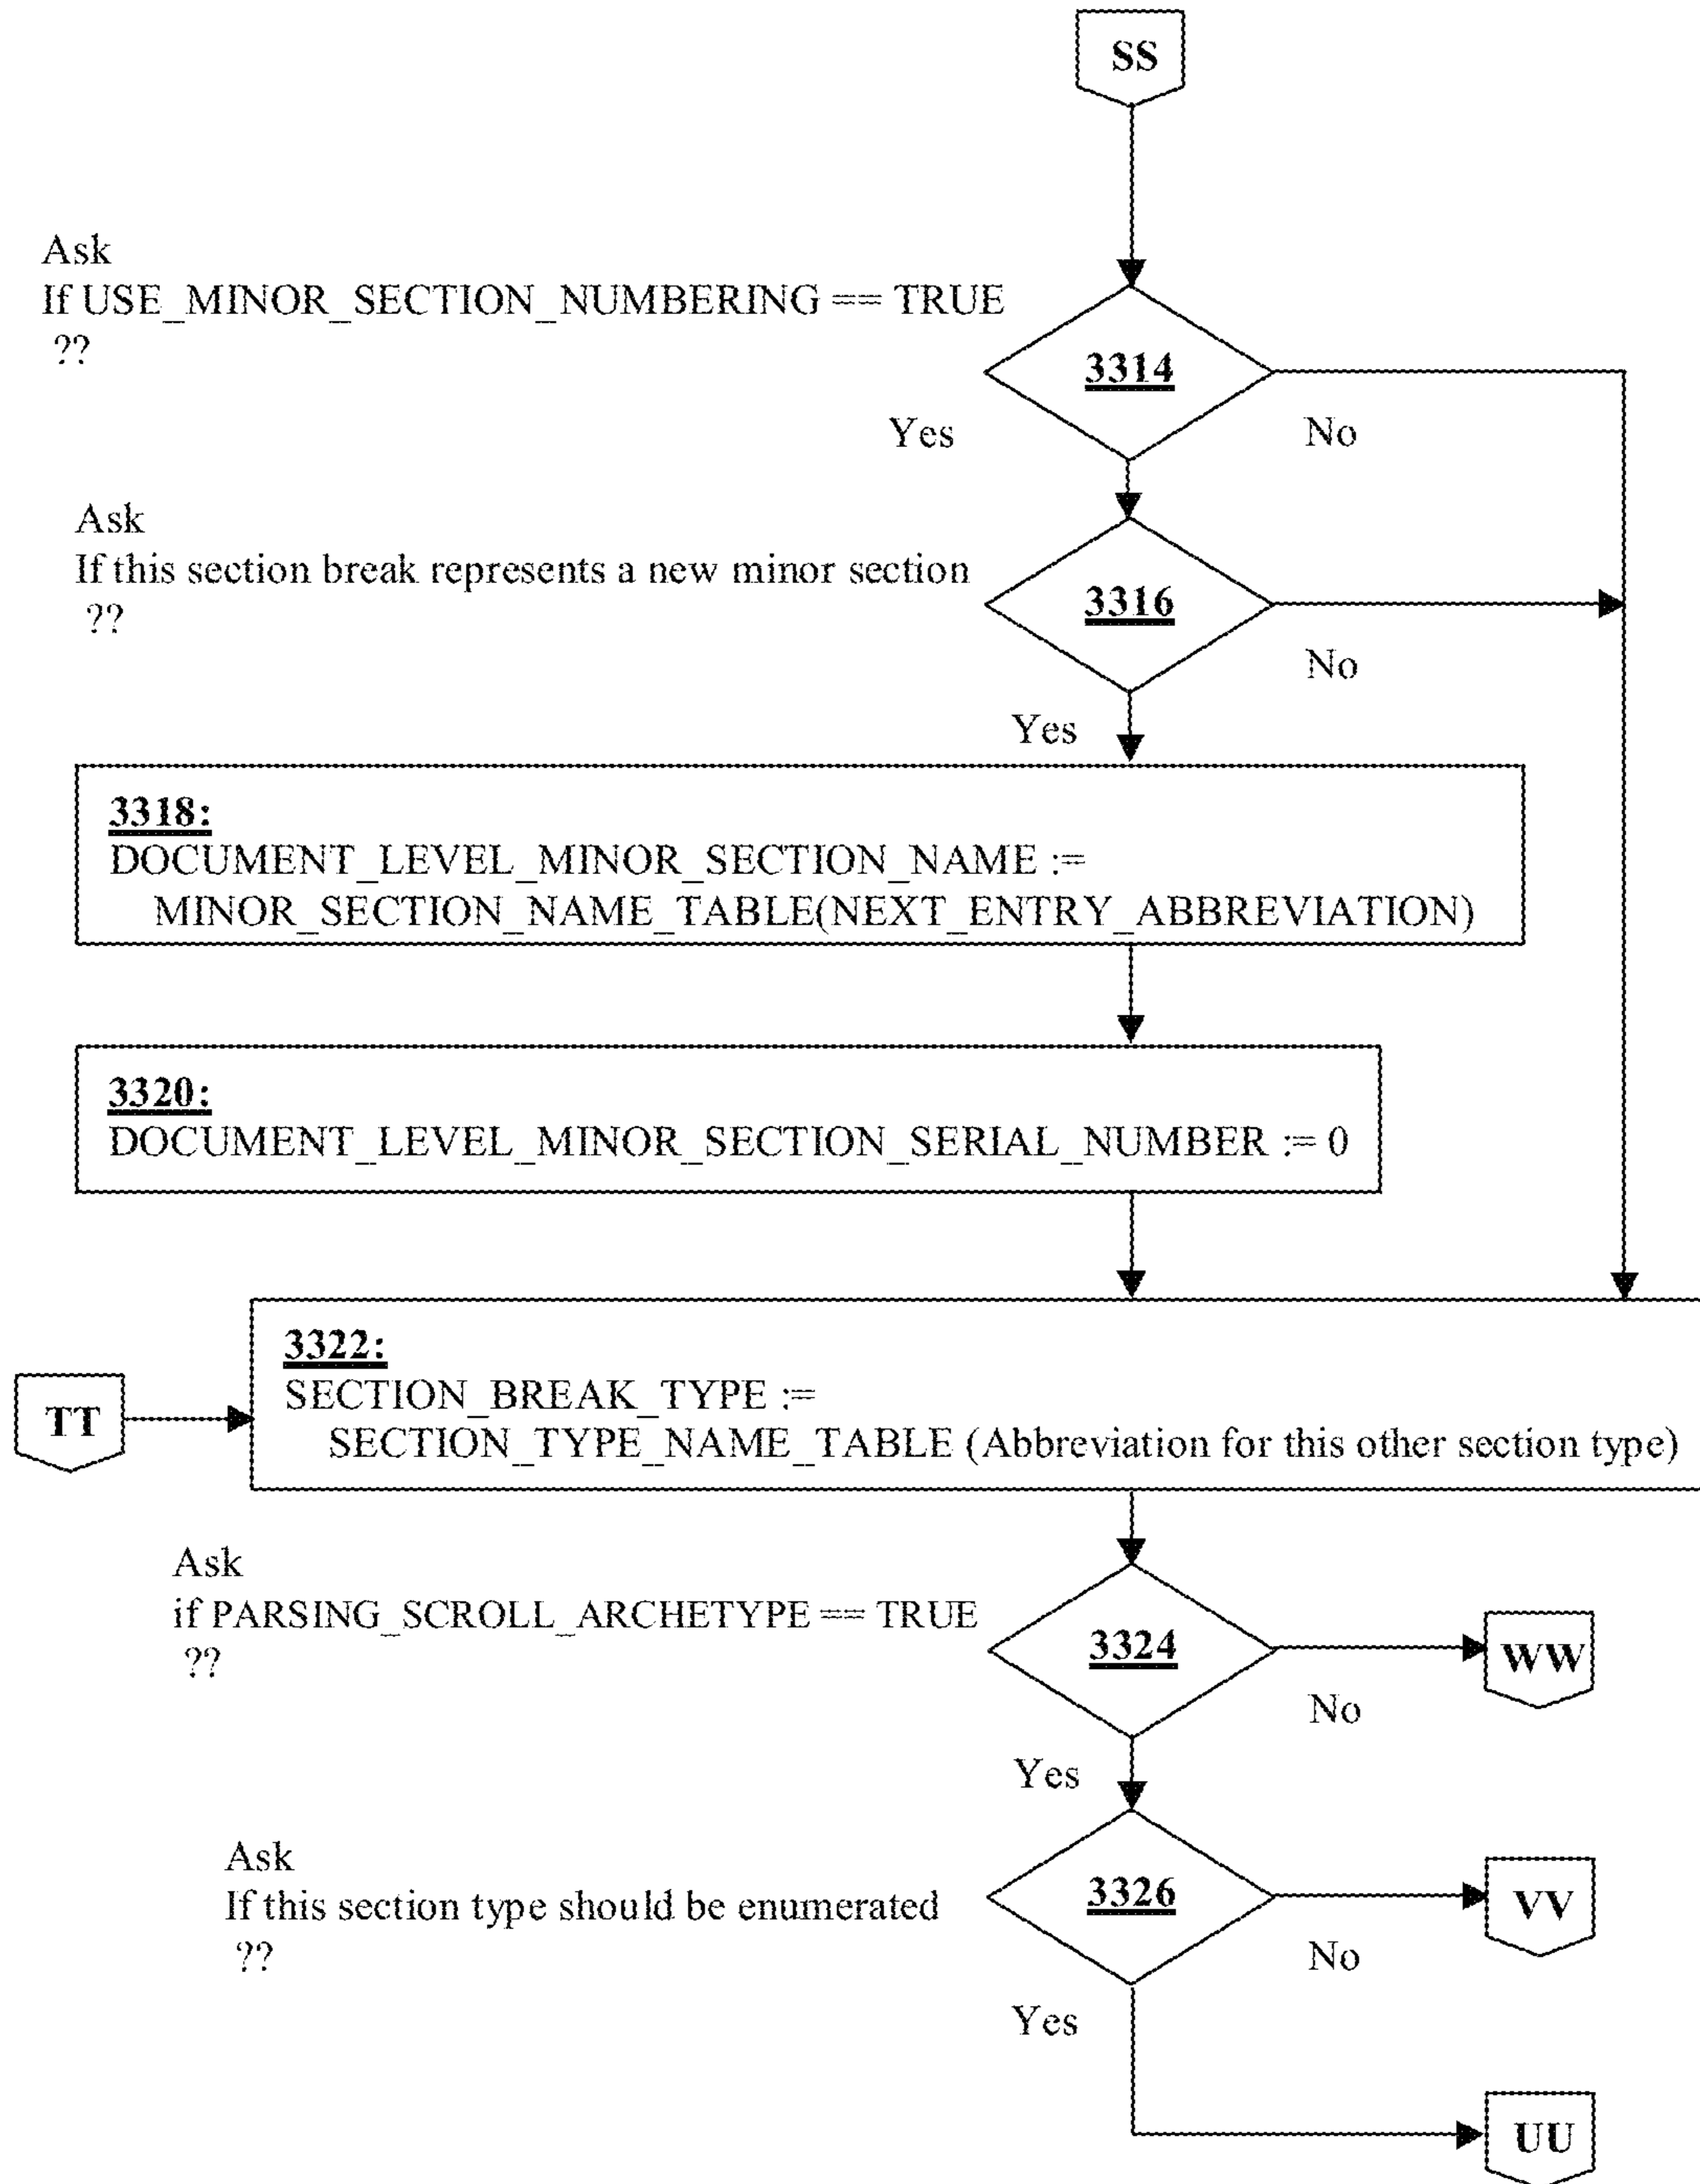 SS
Ask
If USE_MINOR_SECTION_NUMBERING == TRUE
??
3314
Yes
No
Ask
If this section break represents a new minor section
??
3316
No
Yes
3318:
DOCUMENT_LEVEL_MINOR_SECTION_NAME :=
MINOR_SECTION_NAME_TABLE(NEXT_ENTRY_ABBREVIATION)
3320:
DOCUMENT_LEVEL_MINOR_SECTION_SERIAL_NUMBER := 0
3322:
SECTION_BREAK_TYPE :=
SECTION_TYPE_NAME_TABLE (Abbreviation for this other section type)
TT
Ask
if PARSING_SCROLL_ARCHETYPE == TRUE
??
3324
WW
No
Yes
Ask
If this section type should be enumerated
??
3326
VV
No
Yes
UU